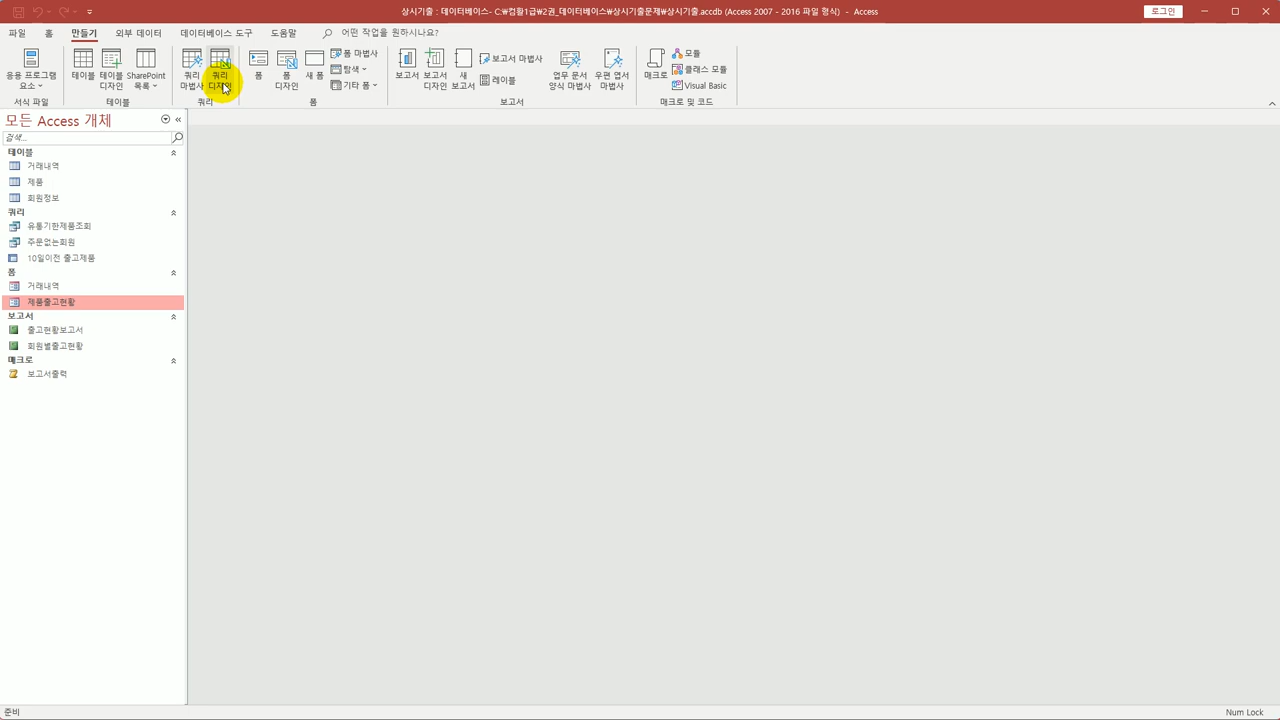 상시기출 : 데이터베이스- C:₩컴활1급₩2권_데이터베이스₩상시기출문제₩상시기출.accdb (Access 2007 - 2016 파일 형식) - Access
로그인
파일 홈 만들기 외부 데이터 데이터베이스 도구 도움말 어떤 작업을 원하시나요?
응용 프로그램 요소
테이블
테이블 디자인
SharePoint 목록
쿼리 마법사
쿼리 디자인
폼
폼 디자인
새 폼
폼 마법사
탐색
기타 폼
보고서
보고서 디자인
새 보고서
보고서 마법사
레이블
업무 문서 양식 마법사
우편 엽서 마법사
매크로
모듈
클래스 모듈
Visual Basic
서식 파일 테이블 쿼리 폼 보고서 매크로 및 코드
모든 Access 개체
검색...
테이블
거래내역
제품
회원정보
쿼리
유통기한제품조회
주문없는회원
10일이전 출고제품
폼
거래내역
제품출고현황
보고서
출고현황보고서
회원별출고현황
매크로
보고서출력
준비
Num Lock